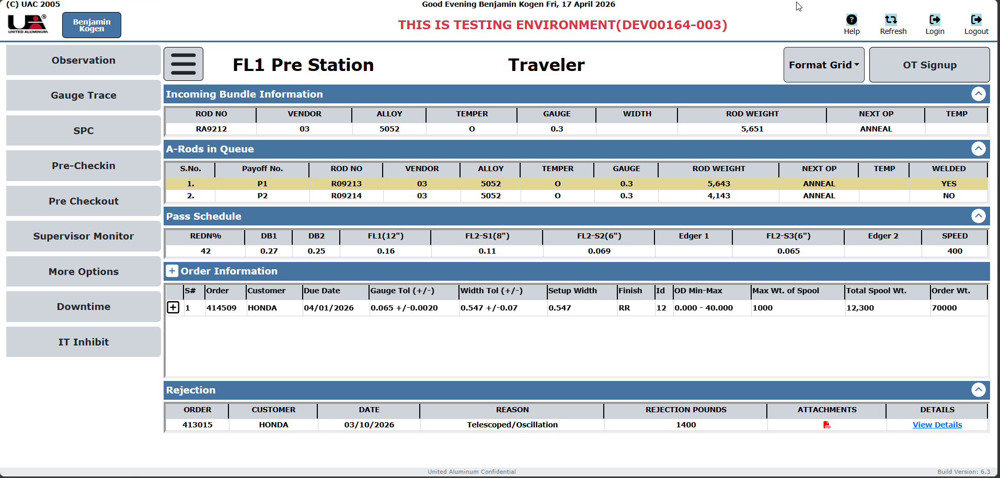 (C) UAC 2005
Good Evening Benjamin Kogen Fri, 17 April 2026
UA®
UNITED ALUMINUM
Benjamin
Kogen
THIS IS TESTING ENVIRONMENT(DEV00164-003)
Help
Refresh
Login
Logout
Observation
Gauge Trace
SPC
Pre-Checkin
Pre Checkout
Supervisor Monitor
More Options
Downtime
IT Inhibit
FL1 Pre Station
Traveler
Format Grid
OT Signup
Incoming Bundle Information
ROD NO VENDOR ALLOY TEMPER GAUGE WIDTH ROD WEIGHT NEXT OP TEMP
RA9212 03 5052 O 0.3 5,651 ANNEAL
A-Rods in Queue
S.No. Payoff No. ROD NO VENDOR ALLOY TEMPER GAUGE ROD WEIGHT NEXT OP TEMP WELDED
1. P1 R09213 03 5052 O 0.3 5,643 ANNEAL YES
2. P2 R09214 03 5052 O 0.3 4,143 ANNEAL NO
Pass Schedule
REDN% DB1 DB2 FL1(12") FL2-S1(8") FL2-S2(6") Edger 1 FL2-S3(6") Edger 2 SPEED
42 0.27 0.25 0.16 0.11 0.069 0.065 400
Order Information
S# Order Customer Due Date Gauge Tol (+/-) Width Tol (+/-) Setup Width Finish Id OD Min-Max Max Wt. of Spool Total Spool Wt. Order Wt.
1 414509 HONDA 04/01/2026 0.065 +/-0.0020 0.547 +/-0.07 0.547 RR 12 0.000 - 40.000 1000 12,300 70000
Rejection
ORDER CUSTOMER DATE REASON REJECTION POUNDS ATTACHMENTS DETAILS
413015 HONDA 03/10/2026 Telescoped/Oscillation 1400 PDF View Details
United Aluminum Confidential
Build Version: 6.3